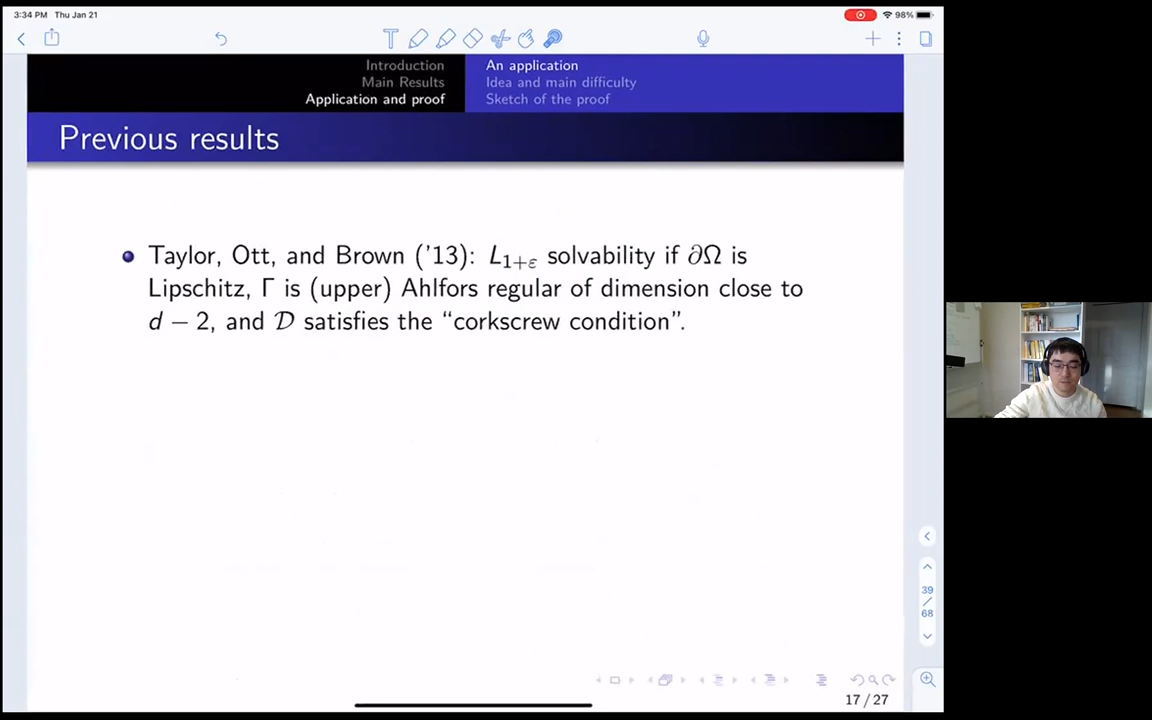 3:34 PM Thu Jan 21
98%
Introduction
Main Results
Application and proof
An application
Idea and main difficulty
Sketch of the proof
Previous results
Taylor, Ott, and Brown ('13): L₁₊ε solvability if ∂Ω is
Lipschitz, Γ is (upper) Ahlfors regular of dimension close to
d − 2, and 𝒟 satisfies the “corkscrew condition”.
39
/
68
17 / 27